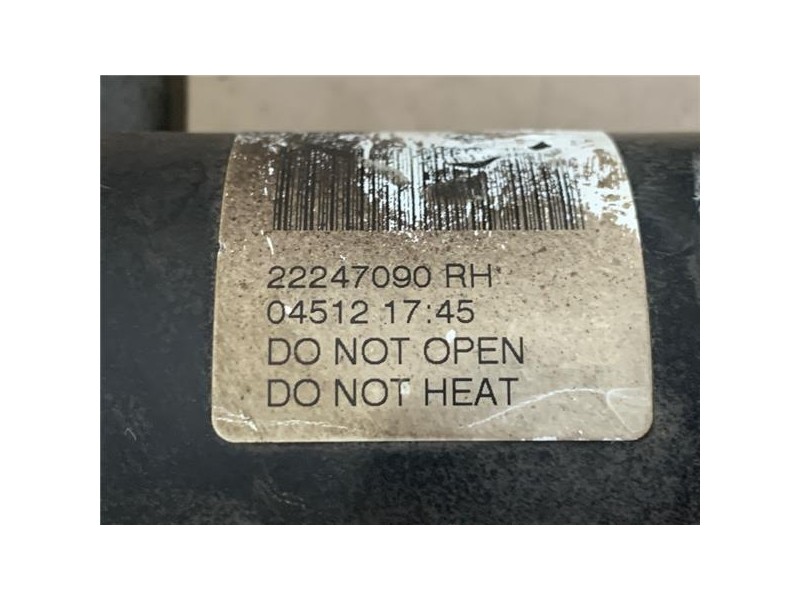 22247090 RH
04512 17:45
DO NOT OPEN
DO NOT HEAT